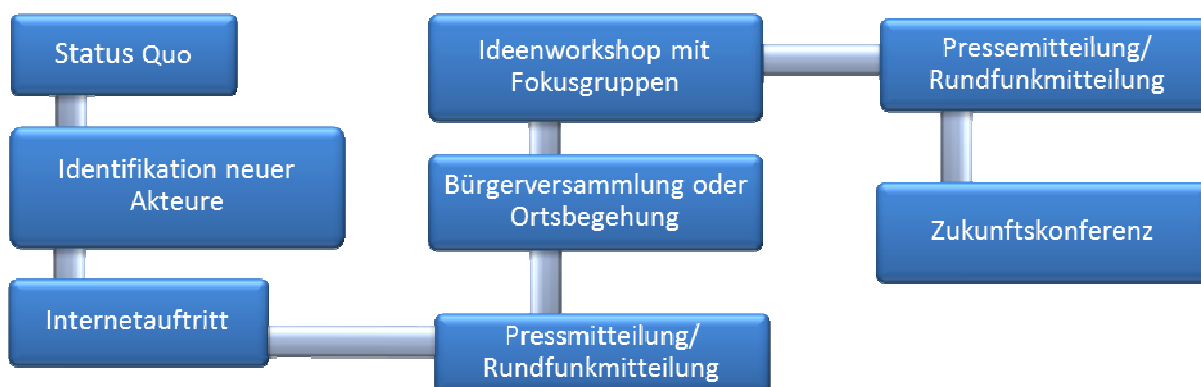 Status Quo
Identifikation neuer
Akteure
Internetauftritt
Pressmitteilung/
Rundfunkmitteilung
Bürgerversammlung oder
Ortsbegehung
Ideenworkshop mit
Fokusgruppen
Pressemitteilung/
Rundfunkmitteilung
Zukunftskonferenz